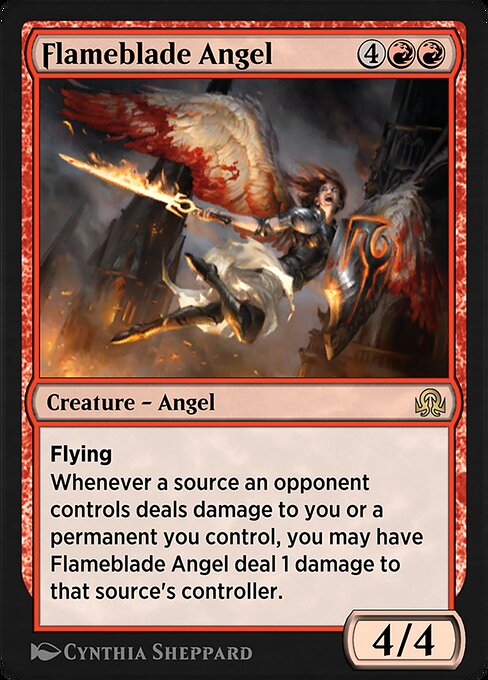 Flameblade Angel 4
Creature – Angel
Flying
Whenever a source an opponent
controls deals damage to you or a
permanent you control, you may have
Flameblade Angel deal 1 damage to
that source's controller.
4/4
Cynthia Sheppard